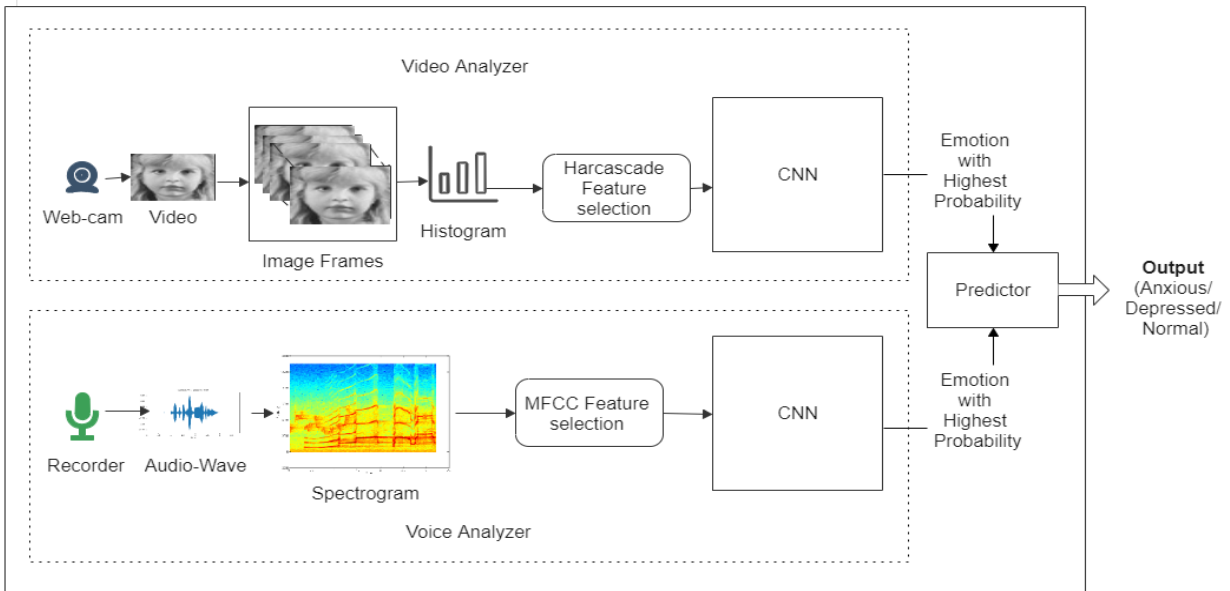 Video Analyzer
Web-cam
Video
Image Frames
Histogram
Harcascade
Feature
selection
CNN
Emotion
with
Highest
Probability
Predictor
Output
(Anxious/
Depressed/
Normal)
Recorder
Audio-Wave
Spectrogram
MFCC Feature
selection
CNN
Emotion
with
Highest
Probability
Voice Analyzer